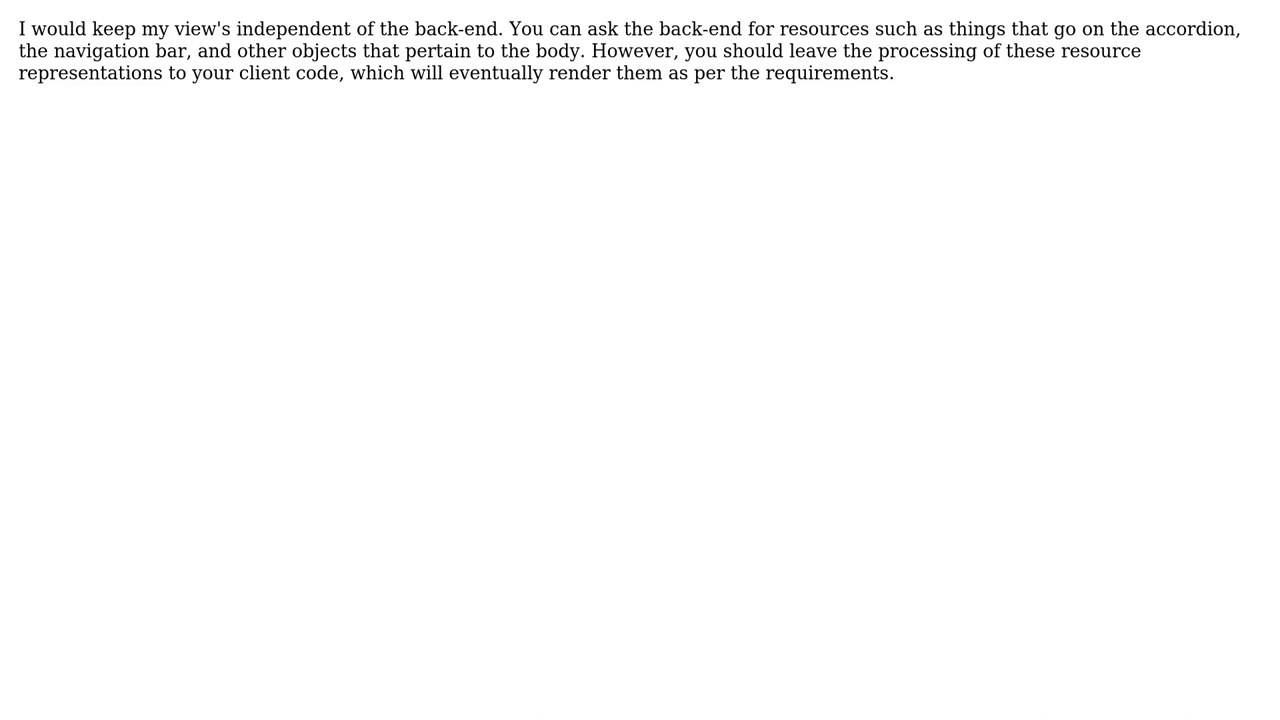 I would keep my view's independent of the back-end. You can ask the back-end for resources such as things that go on the accordion,
the navigation bar, and other objects that pertain to the body. However, you should leave the processing of these resource
representations to your client code, which will eventually render them as per the requirements.